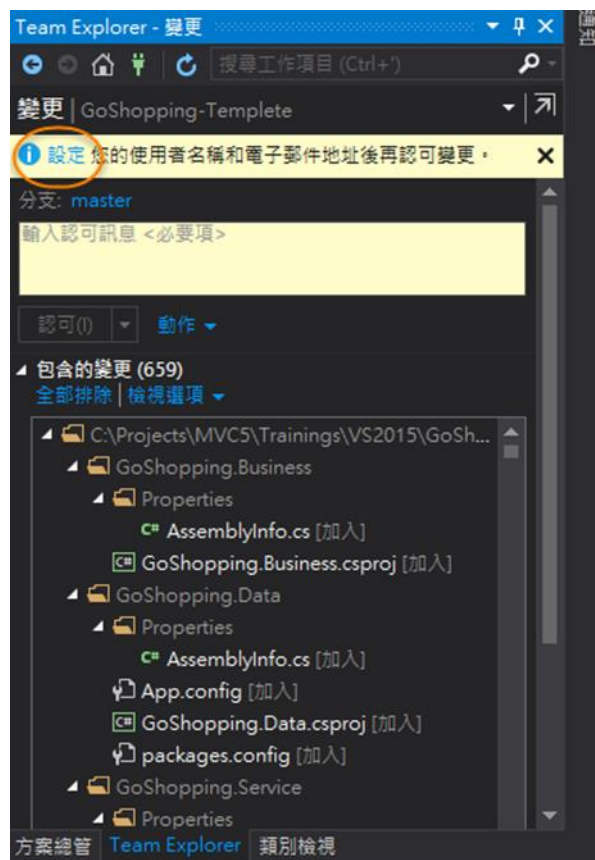 Team Explorer - 變更
通知
搜尋工作項目 (Ctrl+')
變更 | GoShopping-Templete
設定 您的使用者名稱和電子郵件地址後再認可變更。
分支: master
輸入認可訊息 <必要項>
認可(I)
動作
包含的變更 (659)
全部排除 | 檢視選項
C:\Projects\MVC5\Trainings\VS2015\GoSh...
GoShopping.Business
Properties
C# AssemblyInfo.cs [加入]
C# GoShopping.Business.csproj [加入]
GoShopping.Data
Properties
C# AssemblyInfo.cs [加入]
App.config [加入]
C# GoShopping.Data.csproj [加入]
packages.config [加入]
GoShopping.Service
Properties
方案總管 Team Explorer 類別檢視